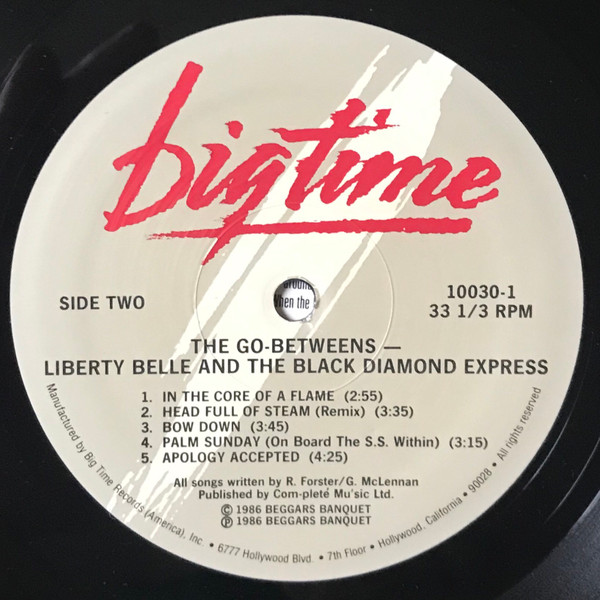 bigtime
around
when the
SIDE TWO
10030-1
33 1/3 RPM
THE GO-BETWEENS —
LIBERTY BELLE AND THE BLACK DIAMOND EXPRESS
1. IN THE CORE OF A FLAME (2:55)
2. HEAD FULL OF STEAM (Remix) (3:35)
3. BOW DOWN (3:45)
4. PALM SUNDAY (On Board The S.S. Within) (3:15)
5. APOLOGY ACCEPTED (4:25)
All songs written by R. Forster/G. McLennan
Published by Com-pleté Mu'sic Ltd.
© 1986 BEGGARS BANQUET
℗ 1986 BEGGARS BANQUET
Manufactured by Big Time Records (America), Inc. • 6777 Hollywood Blvd. • 7th Floor • Hollywood, California • 90028 • All rights reserved